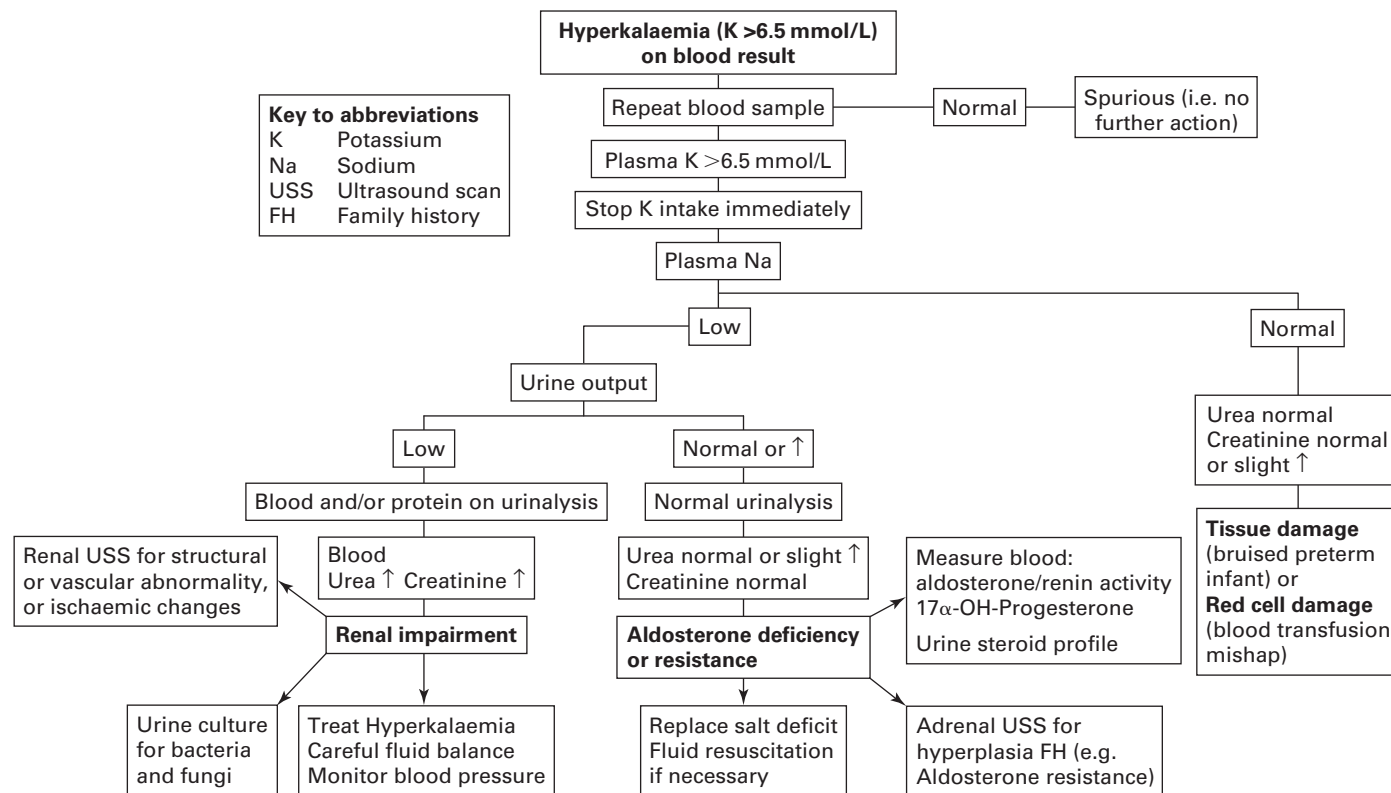 Hyperkalaemia (K >6.5 mmol/L)
on blood result
Repeat blood sample
Normal
Spurious (i.e. no
further action)
Key to abbreviations
K Potassium
Na Sodium
USS Ultrasound scan
FH Family history
Plasma K >6.5 mmol/L
Stop K intake immediately
Plasma Na
Low
Normal
Urine output
Low
Normal or ↑
Urea normal
Creatinine normal
or slight ↑
Blood and/or protein on urinalysis
Normal urinalysis
Renal USS for structural
or vascular abnormality,
or ischaemic changes
Blood
Urea ↑ Creatinine ↑
Urea normal or slight ↑
Creatinine normal
Measure blood:
aldosterone/renin activity
17α-OH-Progesterone
Urine steroid profile
Tissue damage
(bruised preterm
infant) or
Red cell damage
(blood transfusion
mishap)
Renal impairment
Aldosterone deficiency
or resistance
Urine culture
for bacteria
and fungi
Treat Hyperkalaemia
Careful fluid balance
Monitor blood pressure
Replace salt deficit
Fluid resuscitation
if necessary
Adrenal USS for
hyperplasia FH (e.g.
Aldosterone resistance)